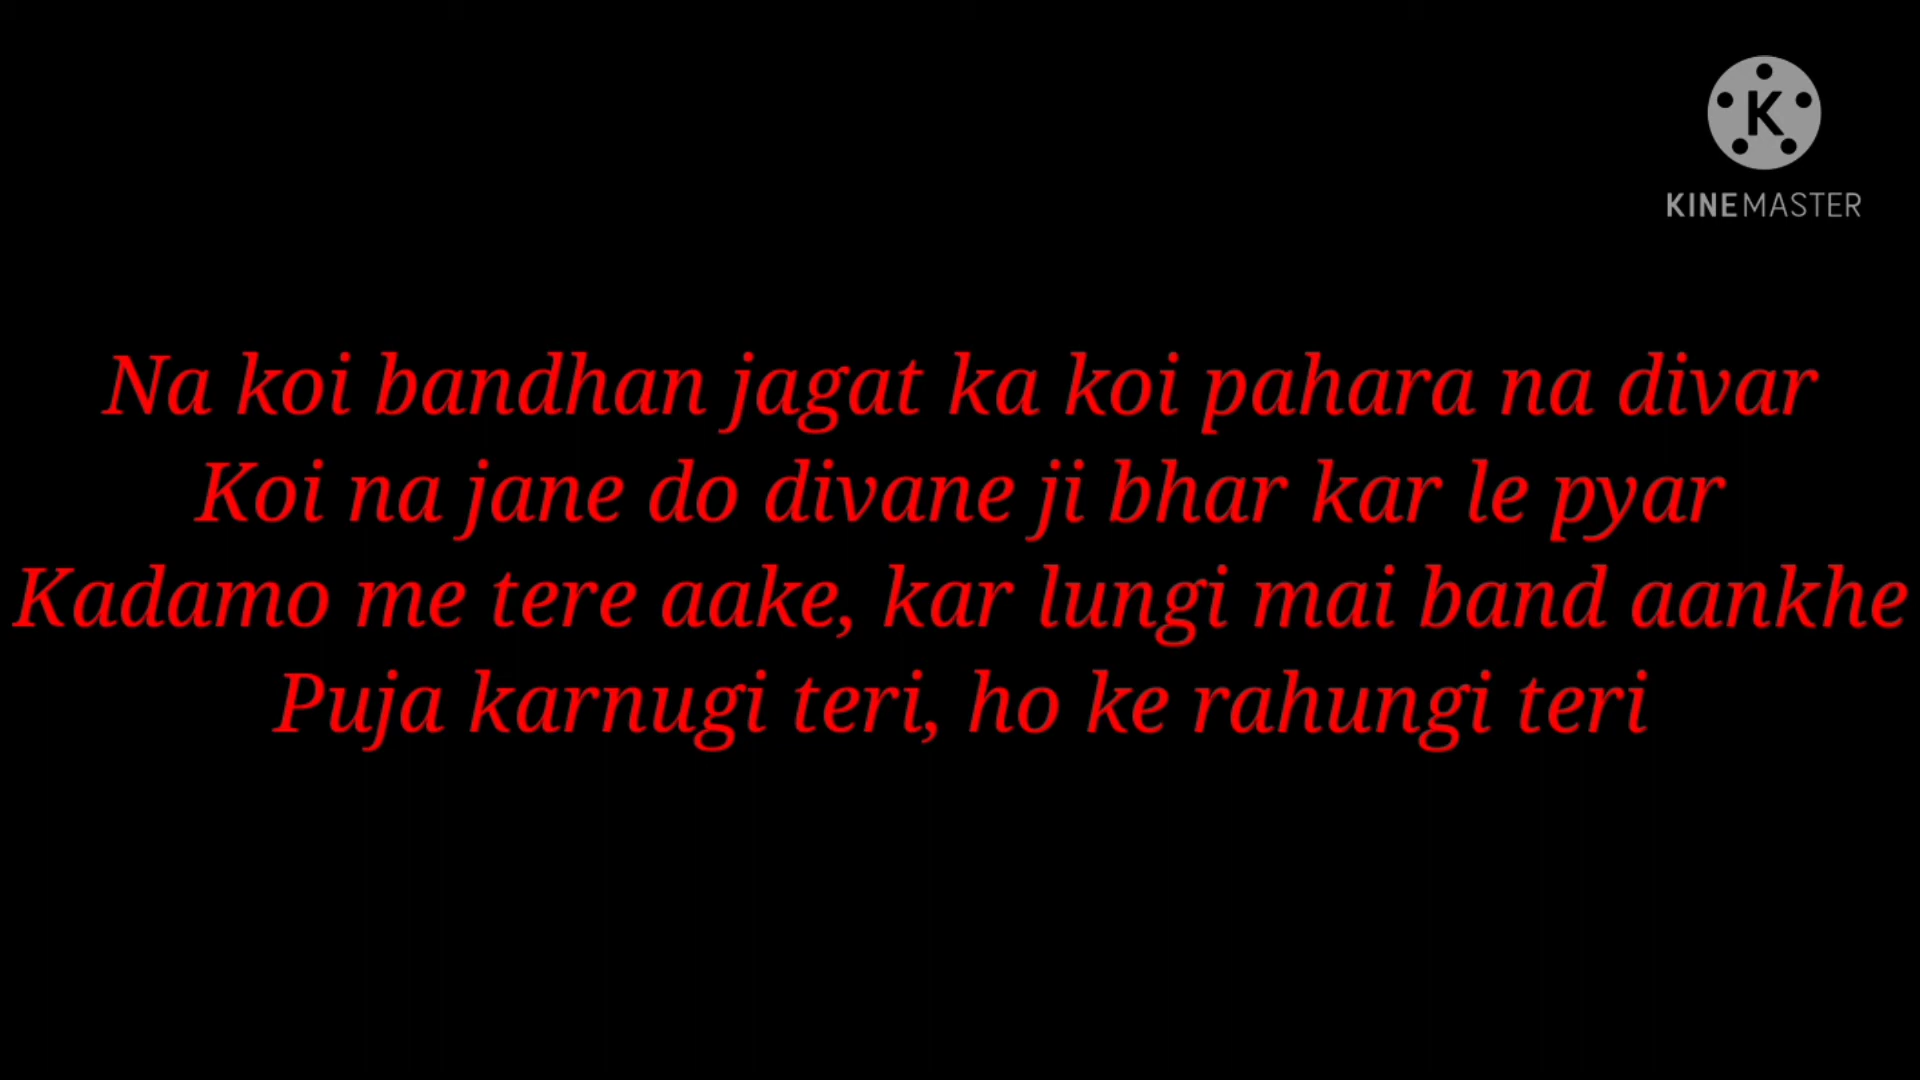 KINEMASTER
Na koi bandhan jagat ka koi pahara na divar
Koi na jane do divane ji bhar kar le pyar
Kadamo me tere aake, kar lungi mai band aankhe
Puja karnugi teri, ho ke rahungi teri